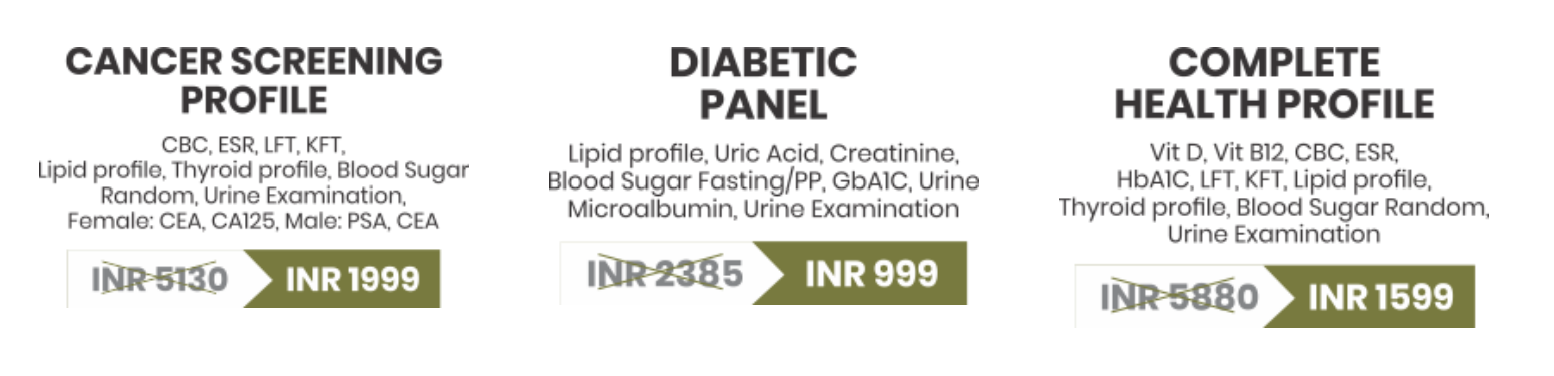 CANCER SCREENING
PROFILE
CBC, ESR, LFT, KFT,
Lipid profile, Thyroid profile, Blood Sugar
Random, Urine Examination,
Female: CEA, CA125, Male: PSA, CEA
INR 5130
INR 1999
DIABETIC
PANEL
Lipid profile, Uric Acid, Creatinine,
Blood Sugar Fasting/PP, GbA1C, Urine
Microalbumin, Urine Examination
INR 2385
INR 999
COMPLETE
HEALTH PROFILE
Vit D, Vit B12, CBC, ESR,
HbA1C, LFT, KFT, Lipid profile,
Thyroid profile, Blood Sugar Random,
Urine Examination
INR 5880
INR 1599